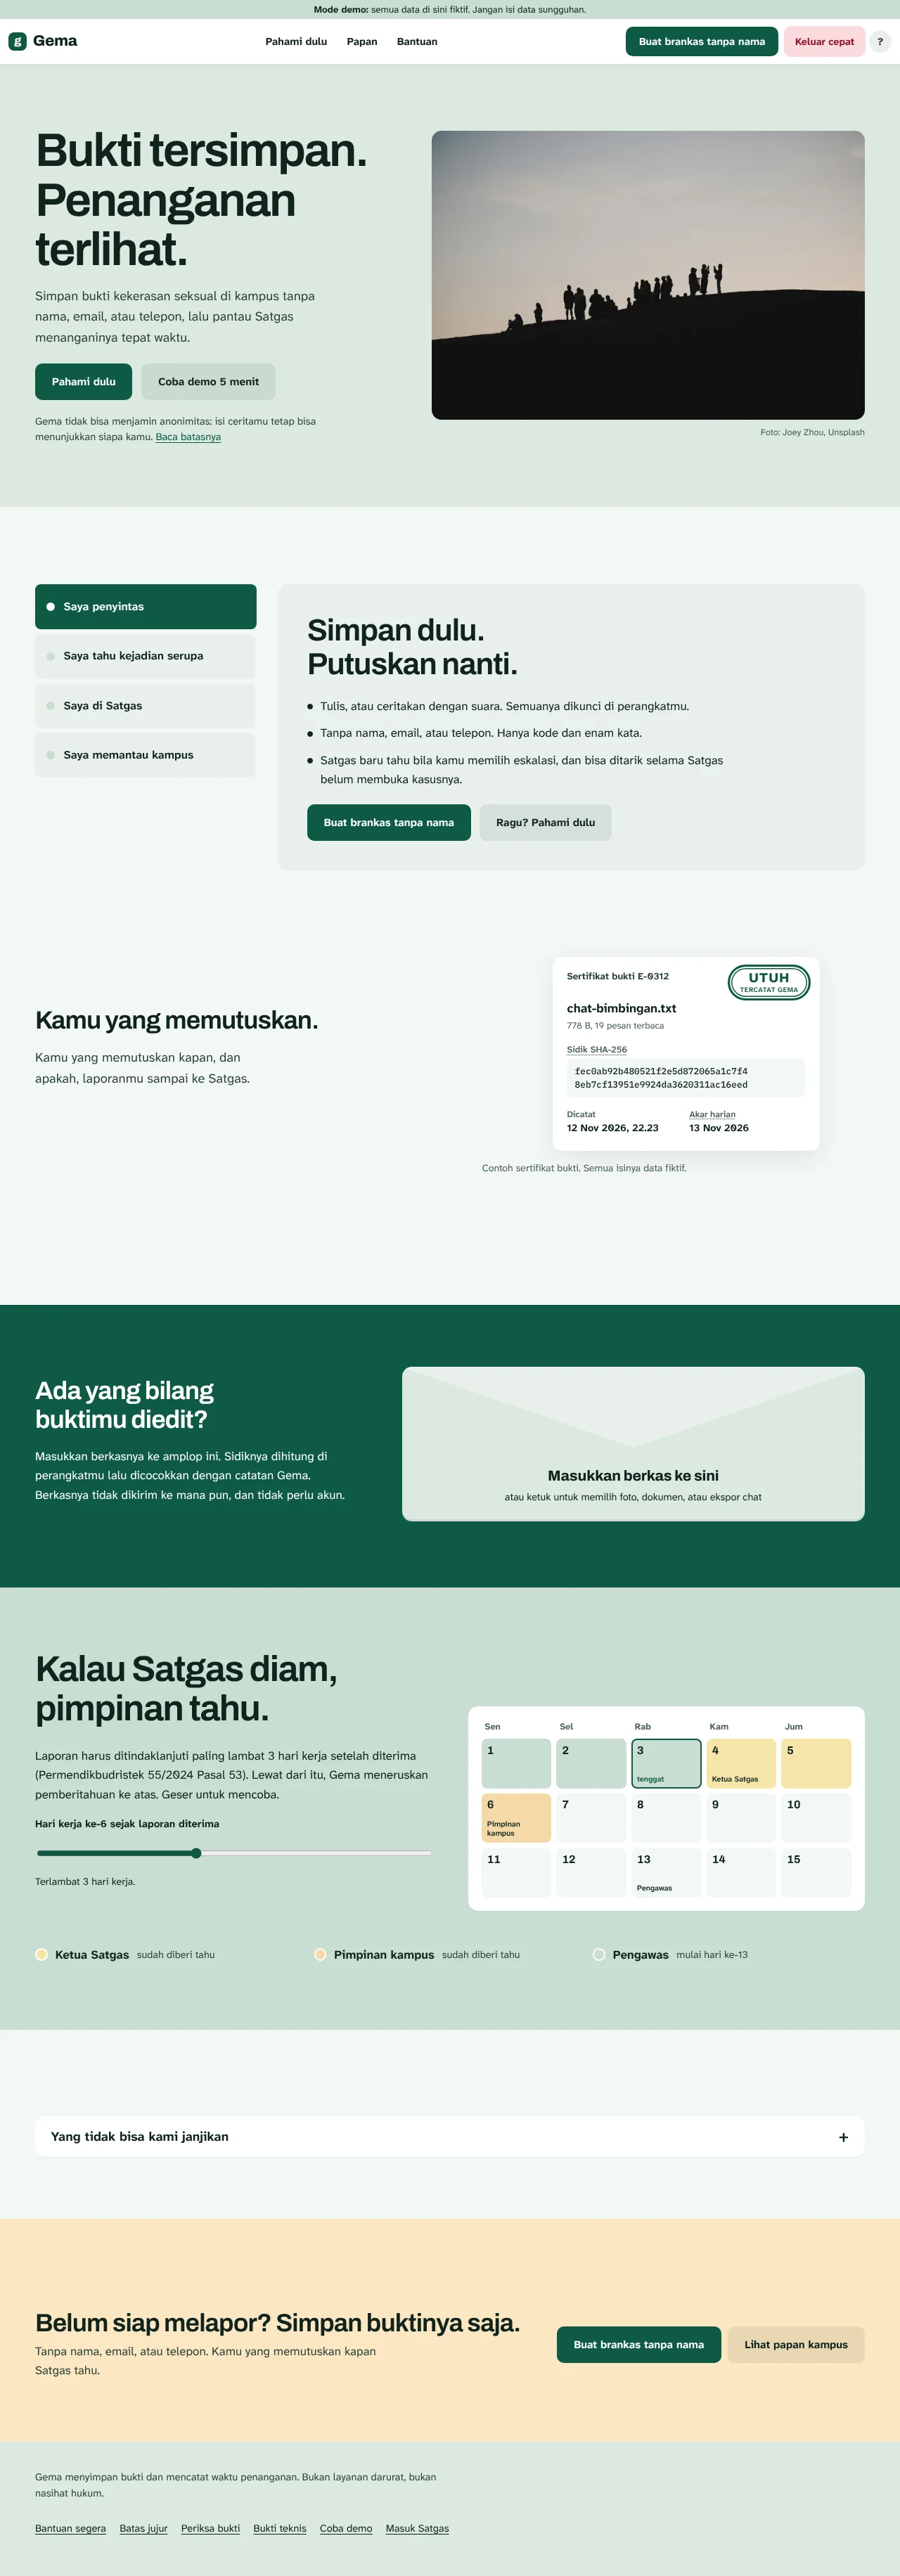 Mode demo: semua data di sini fiktif. Jangan isi data sungguhan.
g Gema
Pahami dulu
Papan
Bantuan
Buat brankas tanpa nama
Keluar cepat
?
Bukti tersimpan.
Penanganan
terlihat.
Simpan bukti kekerasan seksual di kampus tanpa
nama, email, atau telepon, lalu pantau Satgas
menanganinya tepat waktu.
Pahami dulu
Coba demo 5 menit
Gema tidak bisa menjamin anonimitas: isi ceritamu tetap bisa
menunjukkan siapa kamu. Baca batasnya
Foto: Joey Zhou, Unsplash
Saya penyintas
Saya tahu kejadian serupa
Saya di Satgas
Saya memantau kampus
Simpan dulu.
Putuskan nanti.
Tulis, atau ceritakan dengan suara. Semuanya dikunci di perangkatmu.
Tanpa nama, email, atau telepon. Hanya kode dan enam kata.
Satgas baru tahu bila kamu memilih eskalasi, dan bisa ditarik selama Satgas
belum membuka kasusnya.
Buat brankas tanpa nama
Ragu? Pahami dulu
Kamu yang memutuskan.
Kamu yang memutuskan kapan, dan
apakah, laporanmu sampai ke Satgas.
Sertifikat bukti E-0312
UTUH
TERCATAT GEMA
chat-bimbingan.txt
778 B, 19 pesan terbaca
Sidik SHA-256
fec0ab92b480521f2e5d872065a1c7f4
8eb7cf13951e9924da3620311ac16eed
Dicatat
12 Nov 2026, 22.23
Akar harian
13 Nov 2026
Contoh sertifikat bukti. Semua isinya data fiktif.
Ada yang bilang
buktimu diedit?
Masukkan berkasnya ke amplop ini. Sidiknya dihitung di
perangkatmu lalu dicocokkan dengan catatan Gema.
Berkasnya tidak dikirim ke mana pun, dan tidak perlu akun.
Masukkan berkas ke sini
atau ketuk untuk memilih foto, dokumen, atau ekspor chat
Kalau Satgas diam,
pimpinan tahu.
Laporan harus ditindaklanjuti paling lambat 3 hari kerja setelah diterima
(Permendikbudristek 55/2024 Pasal 53). Lewat dari itu, Gema meneruskan
pemberitahuan ke atas. Geser untuk mencoba.
Hari kerja ke-6 sejak laporan diterima
Terlambat 3 hari kerja.
Sen Sel Rab Kam Jum
1 2 3 4 5
tenggat Ketua Satgas
6 7 8 9 10
Pimpinan
kampus
11 12 13 14 15
Pengawas
Ketua Satgas sudah diberi tahu
Pimpinan kampus sudah diberi tahu
Pengawas mulai hari ke-13
Yang tidak bisa kami janjikan
+
Belum siap melapor? Simpan buktinya saja.
Tanpa nama, email, atau telepon. Kamu yang memutuskan kapan
Satgas tahu.
Buat brankas tanpa nama
Lihat papan kampus
Gema menyimpan bukti dan mencatat waktu penanganan. Bukan layanan darurat, bukan
nasihat hukum.
Bantuan segera
Batas jujur
Periksa bukti
Bukti teknis
Coba demo
Masuk Satgas